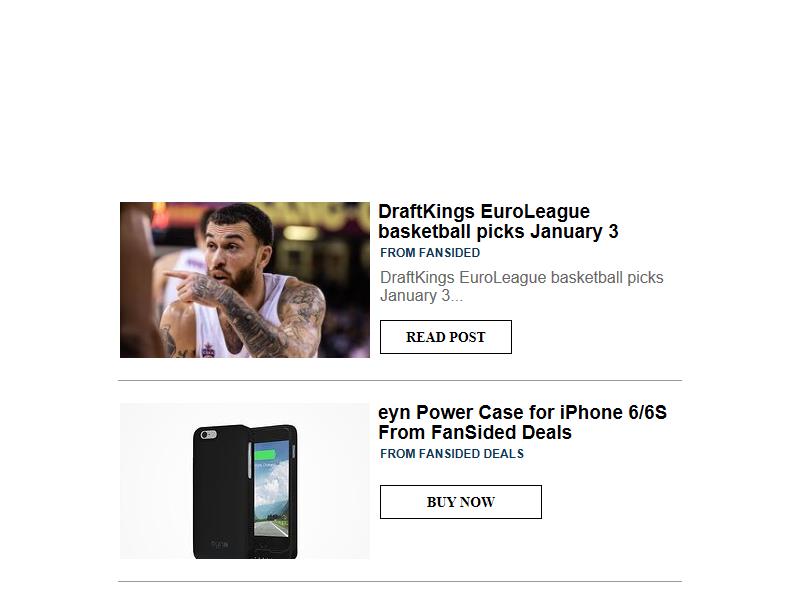 DraftKings EuroLeague
basketball picks January 3
FROM FANSIDED
DraftKings EuroLeague basketball picks
January 3...
READ POST
eyn Power Case for iPhone 6/6S
From FanSided Deals
FROM FANSIDED DEALS
BUY NOW